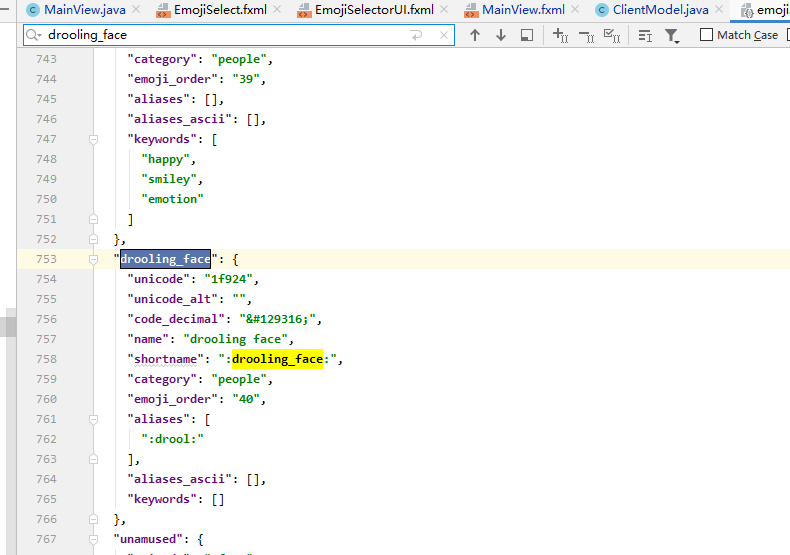 MainView.java × EmojiSelect.fxml × EmojiSelectorUI.fxml × MainView.fxml × ClientModel.java × emoji
drooling_face Match Case
743 "category": "people",
744 "emoji_order": "39",
745 "aliases": [],
746 "aliases_ascii": [],
747 "keywords": [
748 "happy",
749 "smiley",
750 "emotion"
751 ]
752 },
753 "drooling_face": {
754 "unicode": "1f924",
755 "unicode_alt": "",
756 "code_decimal": "&#129316;",
757 "name": "drooling face",
758 "shortname": ":drooling_face:",
759 "category": "people",
760 "emoji_order": "40",
761 "aliases": [
762 ":drool:"
763 ],
764 "aliases_ascii": [],
765 "keywords": []
766 },
767 "unamused": {